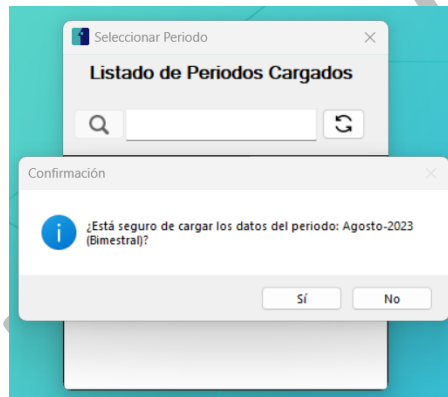 Seleccionar Periodo
Listado de Periodos Cargados
Confirmación
¿Está seguro de cargar los datos del periodo: Agosto-2023
(Bimestral)?
Sí
No